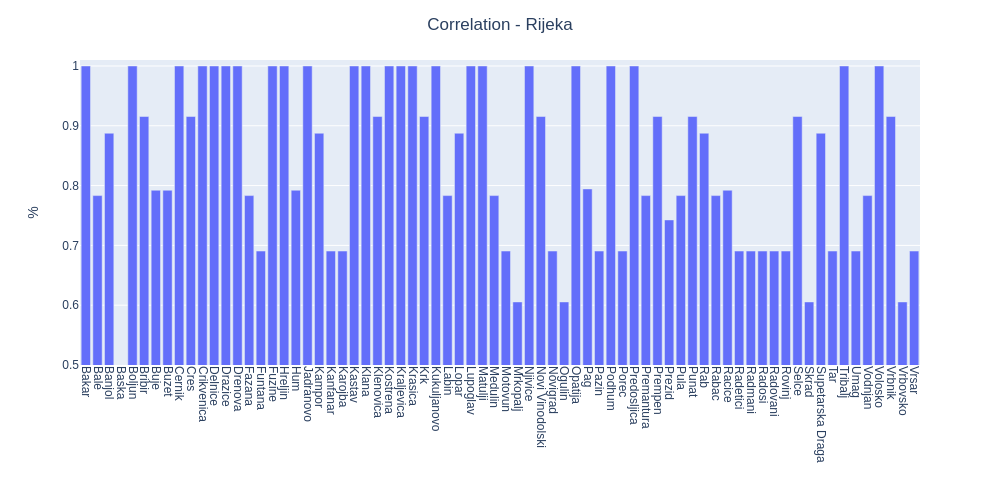 Correlation - Rijeka
1
0.9
0.8
0.7
0.6
0.5
%
Bakar
Bale
Banjol
Baska
Boljun
Bribir
Buje
Buzet
Cernik
Cres
Crikvenica
Delnice
Drazice
Drenova
Fazana
Funtana
Fuzine
Hreljin
Hum
Jadranovo
Kampor
Kanfanar
Karojba
Kastav
Klana
Klenovica
Kostrena
Kraljevica
Krasica
Krk
Kukuljanovo
Labin
Lopar
Lupoglav
Matulji
Medulin
Motovun
Mrkopalj
Njivice
Novi Vinodolski
Novigrad
Ogulin
Opatija
Pag
Pazin
Podhum
Porec
Predosljica
Premantura
Prempen
Prezid
Pula
Punat
Rab
Rabac
Racice
Radetici
Radmani
Radosi
Radovani
Rovinj
Selce
Skrad
Supetarska Draga
Tar
Tribalj
Umag
Vodnjan
Volosko
Vrbnik
Vrbovsko
Vrsar